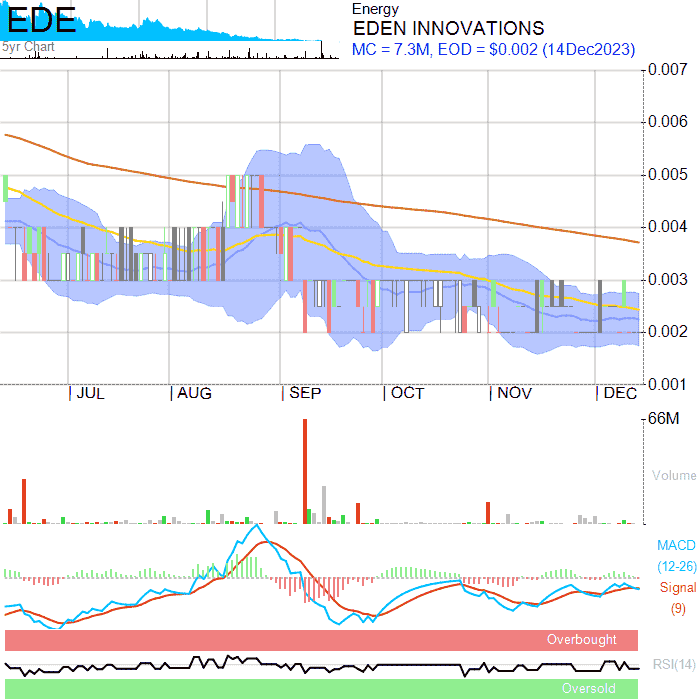 EDE
5yr Chart
Energy
EDEN INNOVATIONS
MC = 7.3M, EOD = $0.002 (14Dec2023)
0.007
0.006
0.005
0.004
0.003
0.002
0.001
JUL AUG SEP OCT NOV DEC
66M
Volume
MACD
(12-26)
Signal
(9)
Overbought
RSI(14)
Oversold